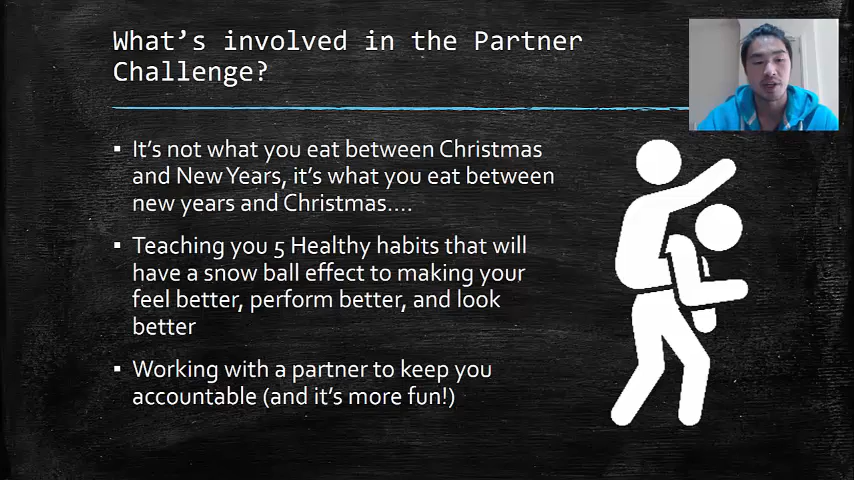 What's involved in the Partner
Challenge?
▪ It's not what you eat between Christmas
and New Years, it's what you eat between
new years and Christmas....
▪ Teaching you 5 Healthy habits that will
have a snow ball effect to making your
feel better, perform better, and look
better
▪ Working with a partner to keep you
accountable (and it's more fun!)